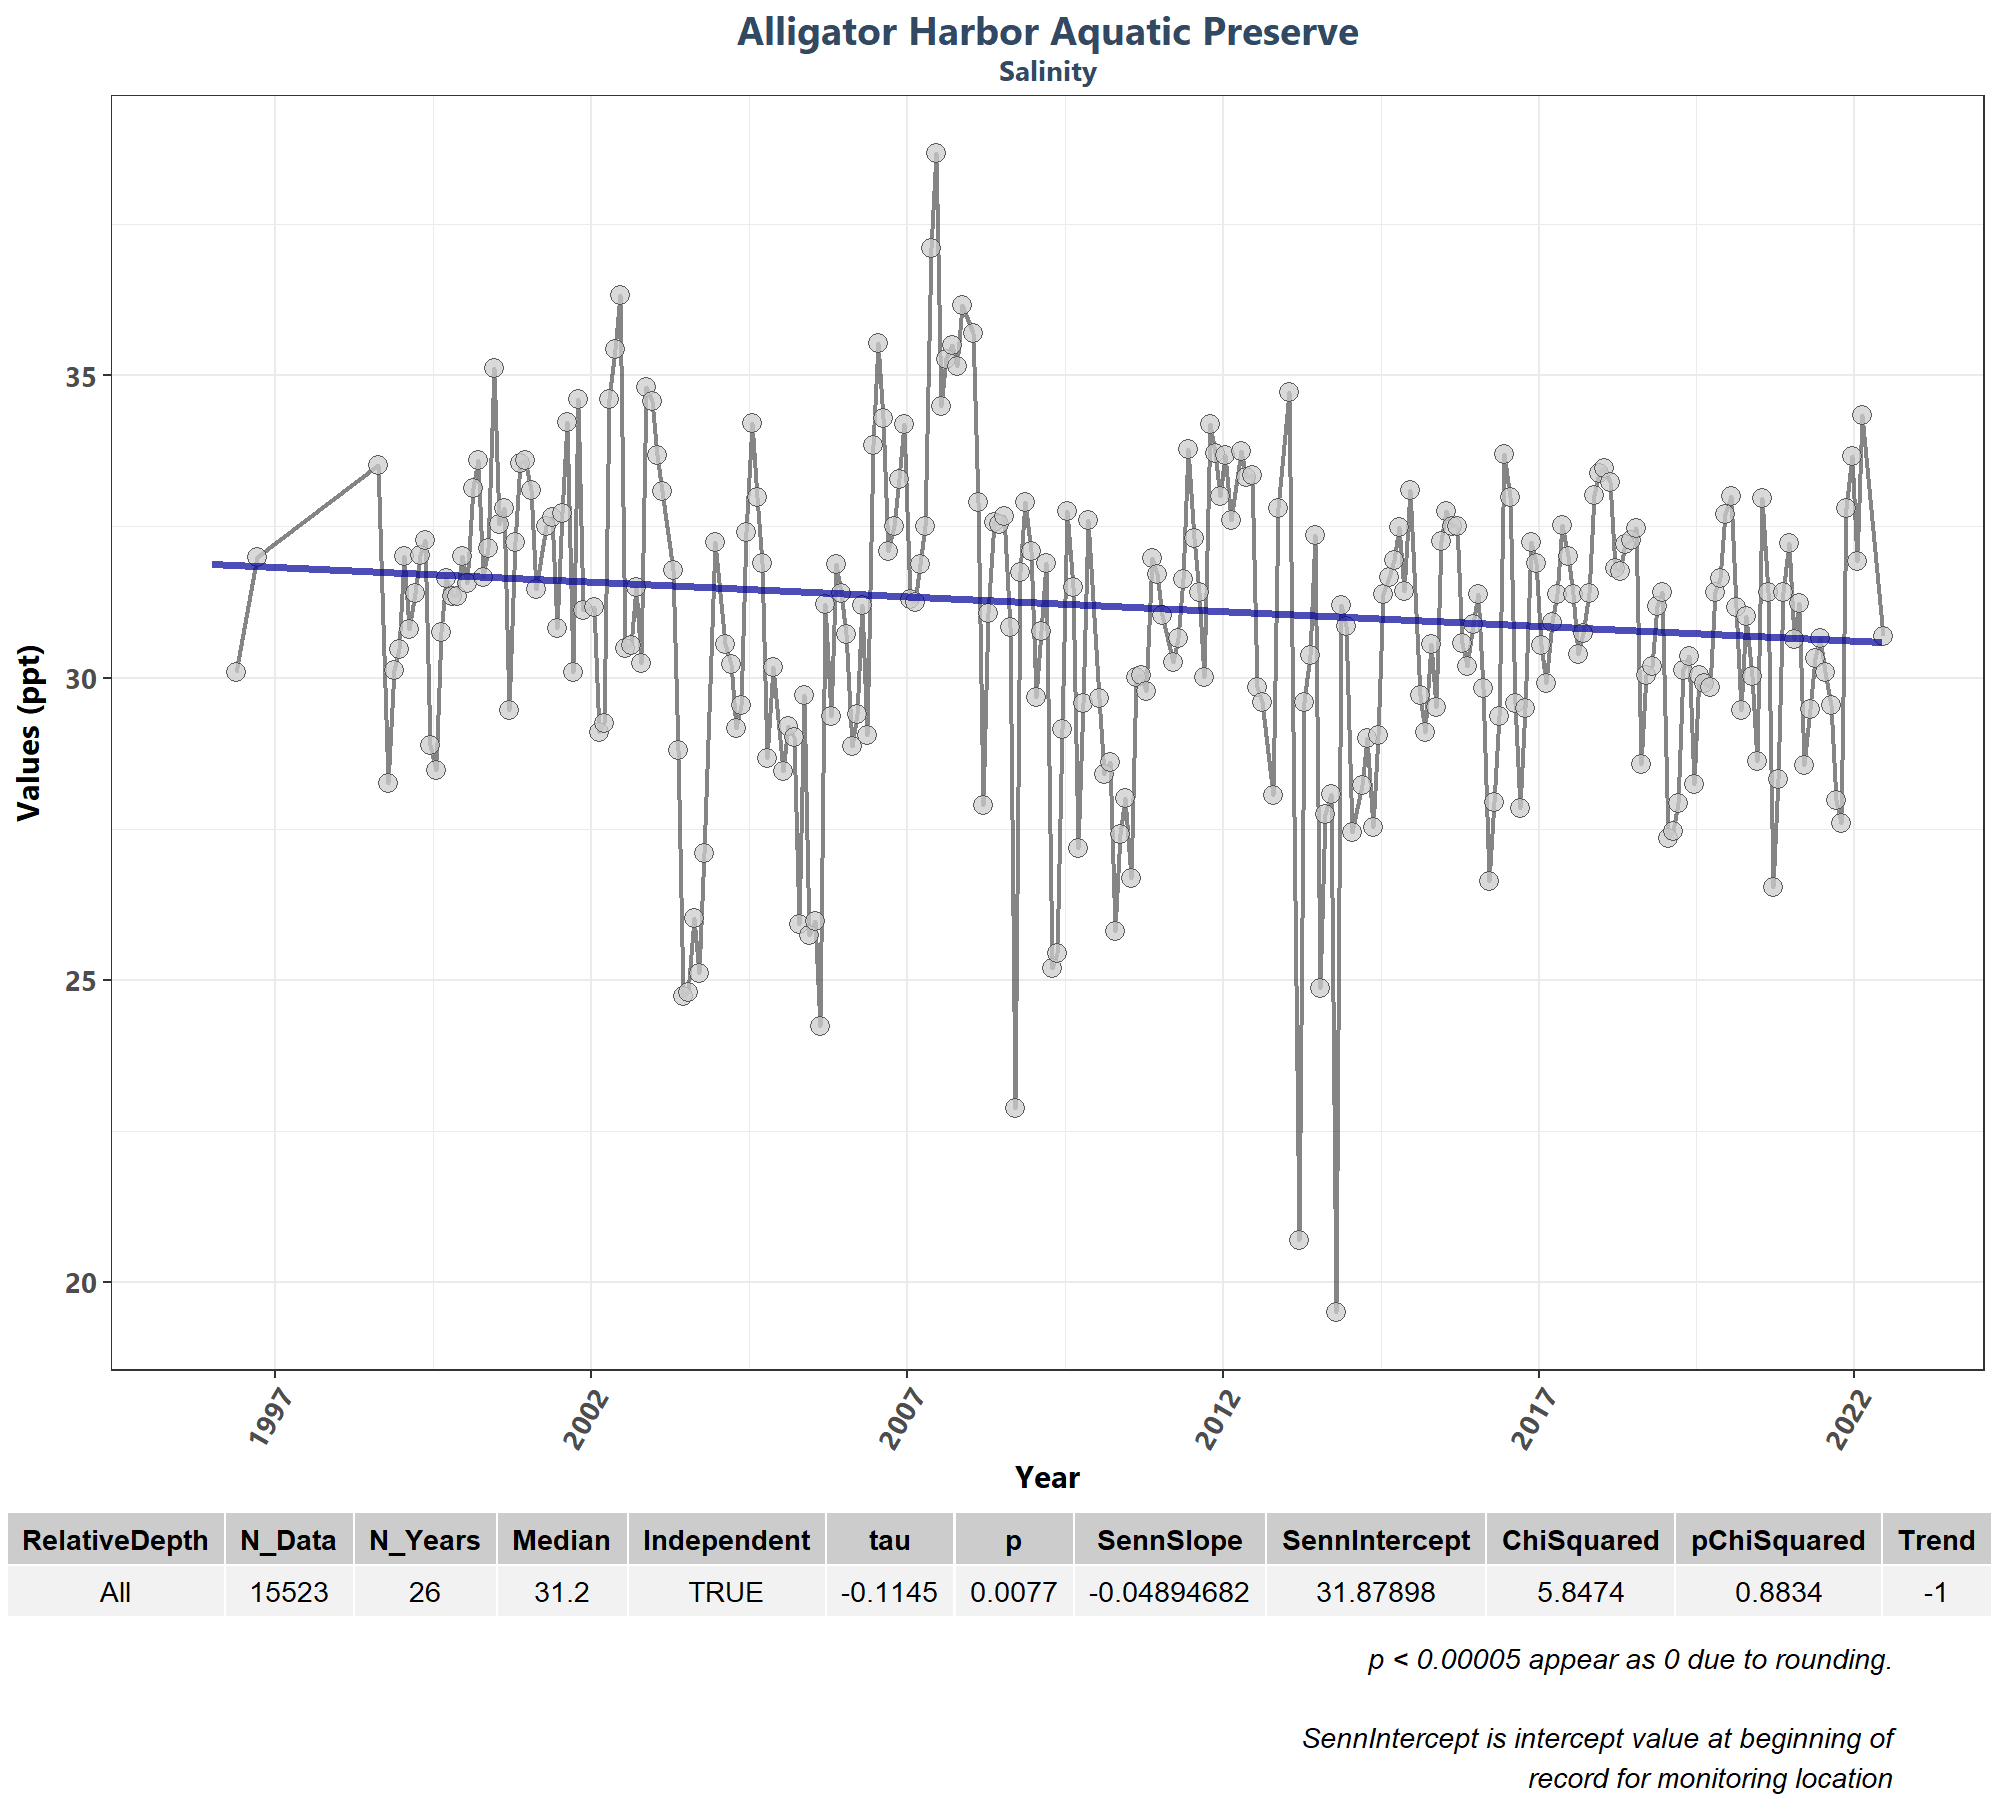 Alligator Harbor Aquatic Preserve
Salinity
Values (ppt)
35
30
25
20
1997
2002
2007
2012
2017
2022
Year
RelativeDepth N_Data N_Years Median Independent tau p SennSlope SennIntercept ChiSquared pChiSquared Trend
All 15523 26 31.2 TRUE -0.1145 0.0077 -0.04894682 31.87898 5.8474 0.8834 -1
p < 0.00005 appear as 0 due to rounding.
SennIntercept is intercept value at beginning of
record for monitoring location